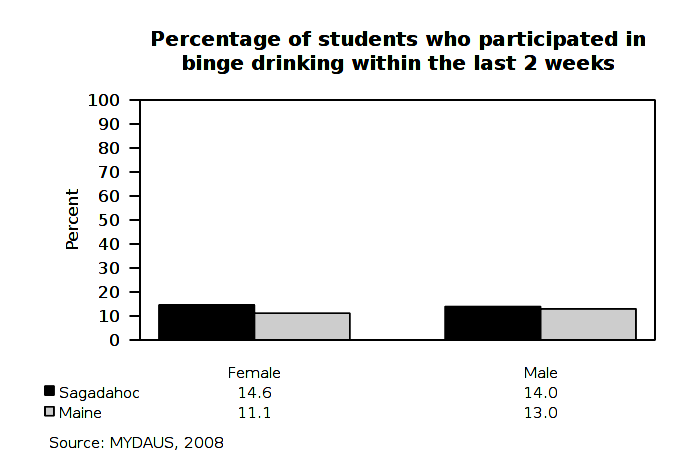 Percentage of students who participated in
binge drinking within the last 2 weeks
100
90
80
70
60
50
40
30
20
10
0
Percent
Female Male
Sagadahoc 14.6 14.0
Maine 11.1 13.0
Source: MYDAUS, 2008